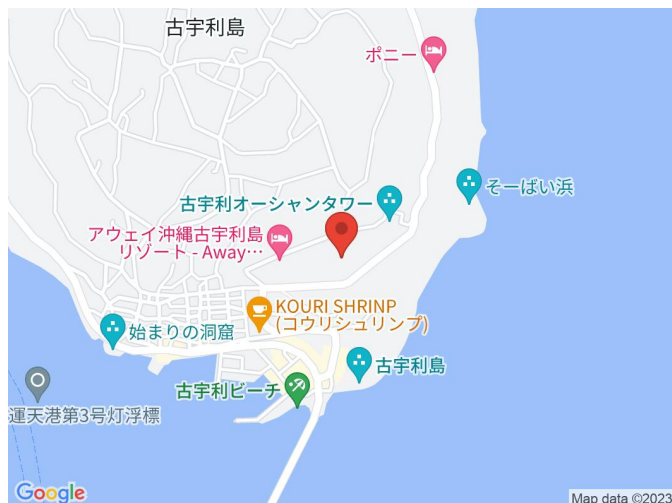 古宇利島
ポニー
そーばい浜
古宇利オーシャンタワー
アウェイ沖縄古宇利島
リゾート - Away…
KOURI SHRINP
(コウリシュリンプ)
始まりの洞窟
古宇利島
古宇利ビーチ
運天港第3号灯浮標
Google
Map data ©2023